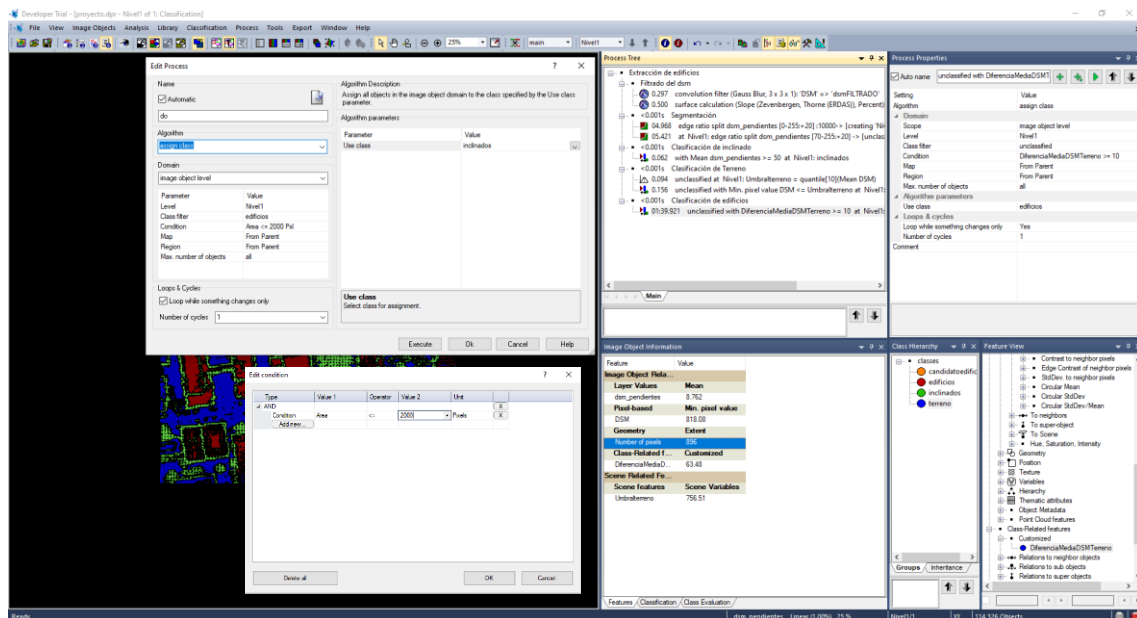 Developer Trial - [proyecto.dpr - Nivel1 of 1: Classification]
File View Image Objects Analysis Library Classification Process Tools Export Window Help
25% main Nivel1
Edit Process ? ×
Name
Automatic
do
Algorithm
assign class
Domain
image object level
Parameter Value
Level Nivel1
Class filter edificios
Condition Area <= 2000 Pxl
Map From Parent
Region From Parent
Max. number of objects all
Loops & Cycles
Loop while something changes only
Number of cycles 1
Algorithm Description
Assign all objects in the image object domain to the class specified by the Use class parameter.
Algorithm parameters
Parameter Value
Use class inclinados
Use class
Select class for assignment.
Execute Ok Cancel Help
Edit condition ? ×
Type Value 1 Operator Value 2 Unit
AND X
Condition Area <= 2000 Pixels X
Add new ...
Delete all OK Cancel
Process Tree
Extracción de edificios
Filtrado del dsm
0.297 convolution filter (Gauss Blur, 3 x 3 x 1): 'DSM' => 'dsmFILTRADO'
0.500 surface calculation (Slope (Zevenbergen, Thorne (ERDAS)), Percent)
<0.001s Segmentación
04.968 edge ratio split dsm_pendientes [0-255:+20] :10000-> [creating 'Ni
05.421 at Nivel1: edge ratio split dsm_pendientes [70-255:+20] -> [unclas
<0.001s Clasificación de inclinado
0.062 with Mean dsm_pendientes >= 50 at Nivel1: inclinados
<0.001s Clasificación de Terreno
0.094 unclassified at Nivel1: Umbralterreno = quantile[10](Mean DSM)
0.156 unclassified with Min. pixel value DSM <= Umbralterreno at Nivel1:
<0.001s Clasificación de edificios
01:39.921 unclassified with DiferenciaMediaDSMTerreno >= 10 at Nivel1:
Main
Process Properties
Auto name unclassified with DiferenciaMediaDSMT
Setting Value
Algorithm assign class
Domain
Scope image object level
Level Nivel1
Class filter unclassified
Condition DiferenciaMediaDSMTerreno >= 10
Map From Parent
Region From Parent
Max. number of objects all
Algorithm parameters
Use class edificios
Loops & cycles
Loop while something changes only Yes
Number of cycles 1
Comment
Image Object Information
Feature Value
Image Object Rela...
Layer Values Mean
dsm_pendientes 8.762
Pixel-based Min. pixel value
DSM 818.08
Geometry Extent
Number of pixels 896
Class-Related f... Customized
DiferenciaMediaD... 63.48
Scene Related Fe...
Scene features Scene Variables
Umbralterreno 756.51
Features Classification Class Evaluation
Class Hierarchy
classes
candidatoedific
edificios
inclinados
terreno
Groups Inheritance
Feature View
Contrast to neighbor pixels
Edge Contrast of neighbor pixels
StdDev. to neighbor pixels
Circular Mean
Circular StdDev
Circular StdDev/Mean
To neighbors
To super-object
To Scene
Hue, Saturation, Intensity
Geometry
Position
Texture
Variables
Hierarchy
Thematic attributes
Object Metadata
Point Cloud features
Class-Related features
Customized
DiferenciaMediaDSMTerreno
Relations to neighbor objects
Relations to sub objects
Relations to super objects
Ready dsm_pendientes Linear (1.00%) 25 % Nivel1/1 XY 314.326 Objects